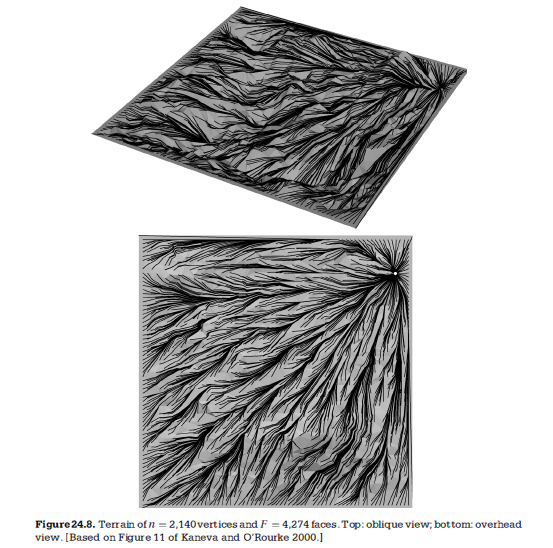 Figure 24.8. Terrain of n = 2,140 vertices and F = 4,274 faces. Top: oblique view; bottom: overhead
view. [Based on Figure 11 of Kaneva and O'Rourke 2000.]